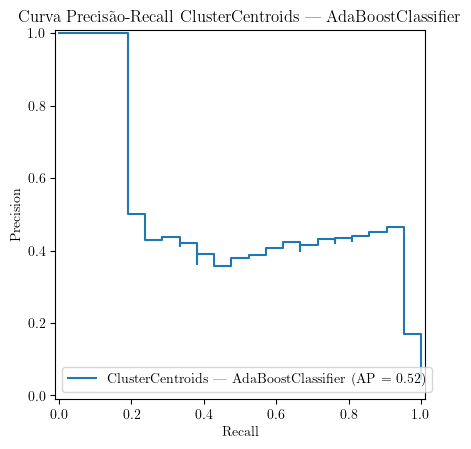 Curva Precisão-Recall ClusterCentroids — AdaBoostClassifier
1.0
0.8
0.6
0.4
0.2
0.0
Precision
ClusterCentroids — AdaBoostClassifier (AP = 0.52)
0.0 0.2 0.4 0.6 0.8 1.0
Recall